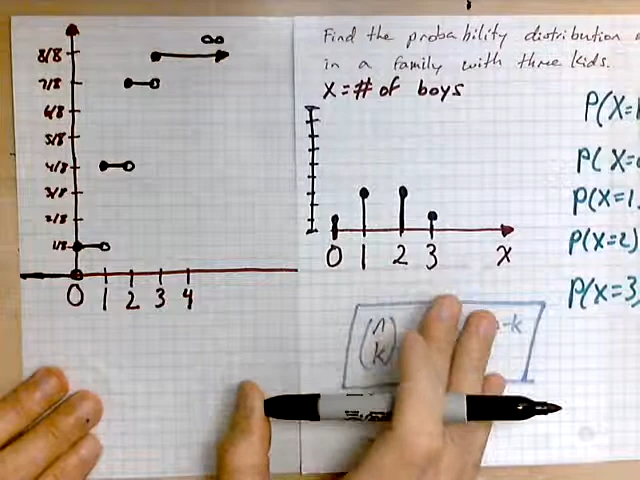 ∞
8/8
7/8
6/8
5/8
4/8
3/8
2/8
1/8
0 1 2 3 4
Find the probability distribution
in a family with three kids.
X = # of boys
0 1 2 3 X
(n k) n-k
P(X=1
P(X=
P(X=1
P(X=2)
P(X=3